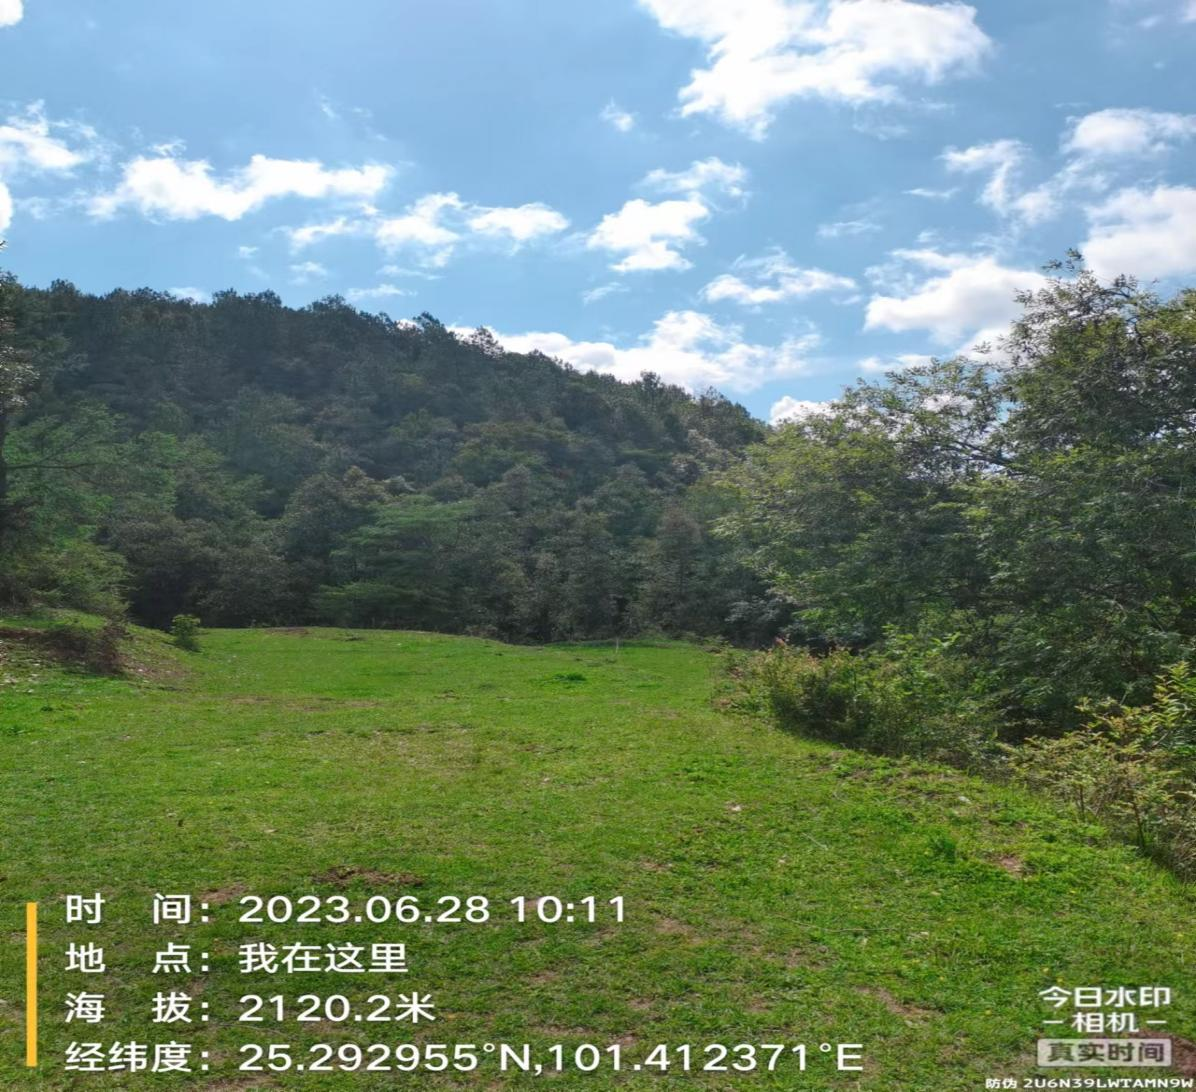 时 间：2023.06.28 10:11
地 点：我在这里
海 拔：2120.2米
经纬度：25.292955°N,101.412371°E
今日水印
－相机－
真实时间
防伪 2U6N39LWTAMN9K